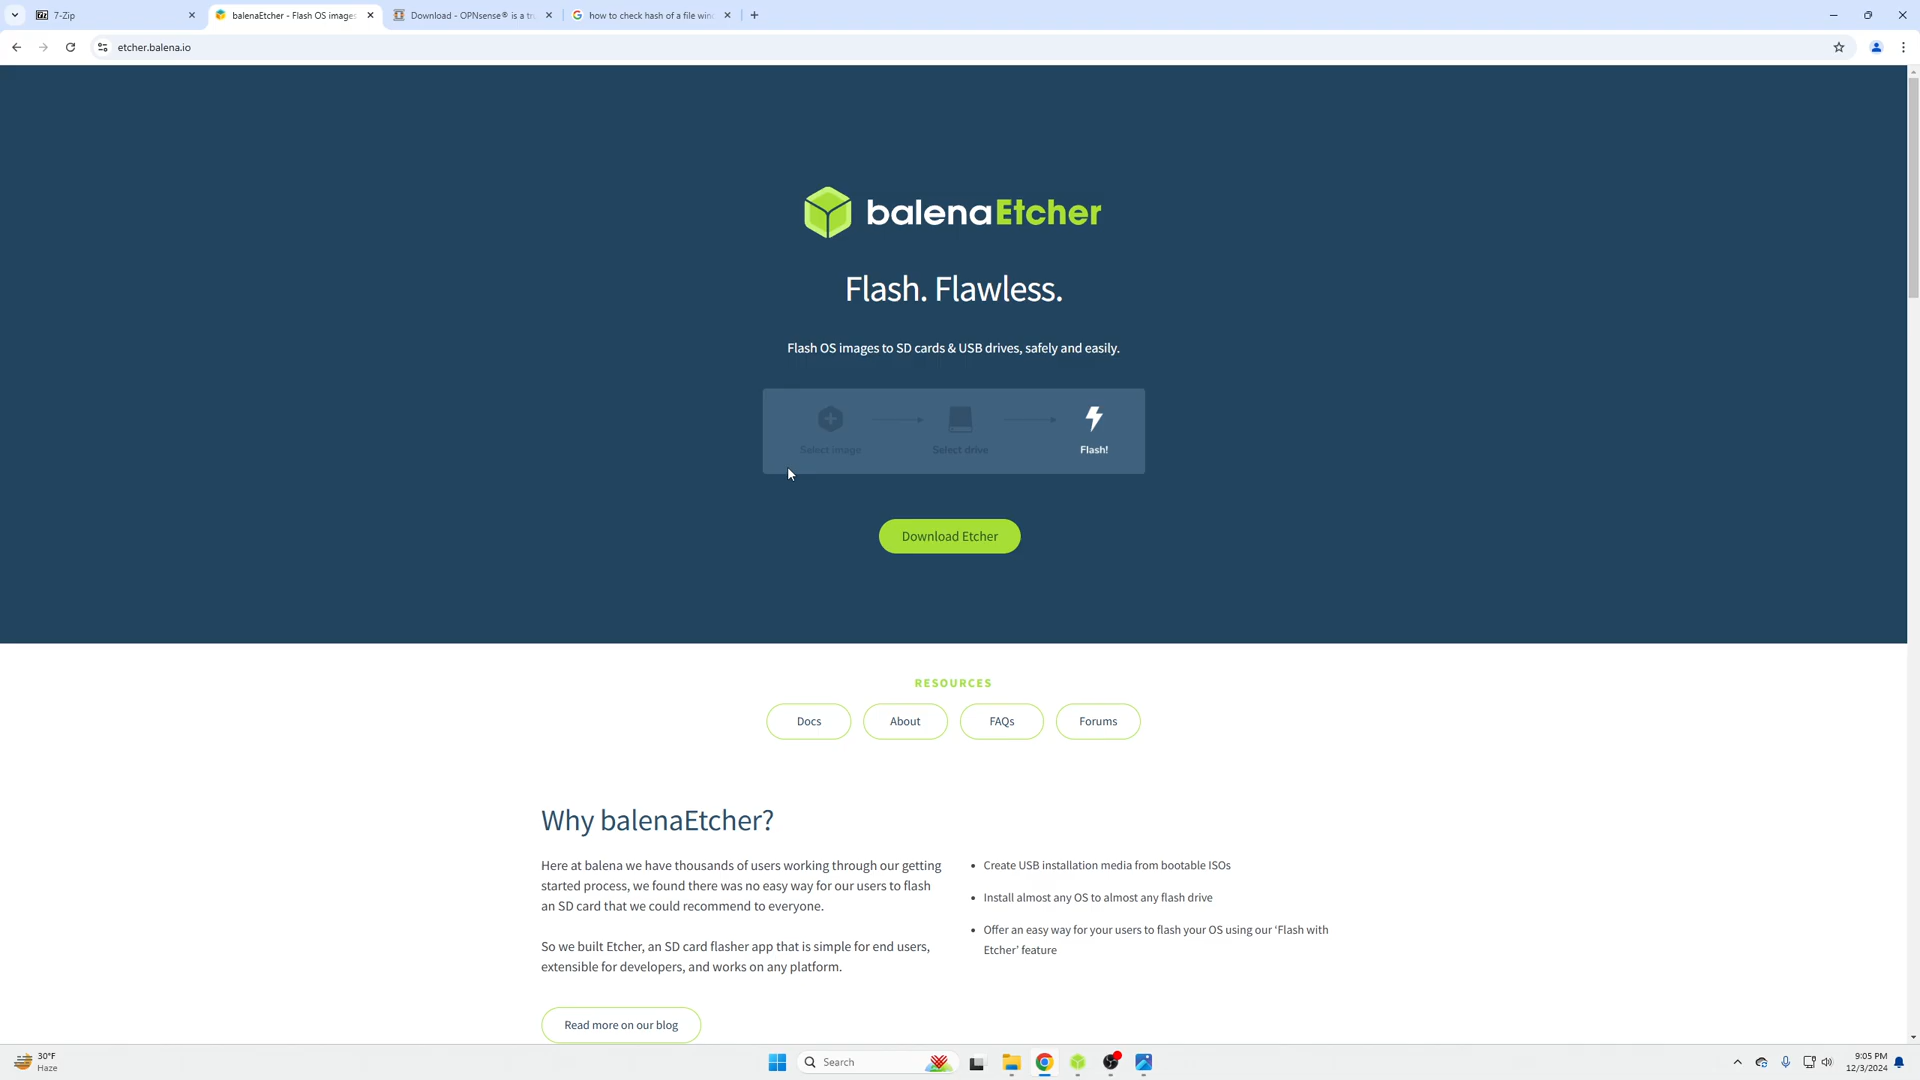 7-Zip
balenaEtcher - Flash OS images
Download - OPNsense® is a tru
how to check hash of a file win
etcher.balena.io
balenaEtcher
Flash. Flawless.
Flash OS images to SD cards & USB drives, safely and easily.
Select image
Select drive
Flash!
Download Etcher
RESOURCES
Docs
About
FAQs
Forums
Why balenaEtcher?
Here at balena we have thousands of users working through our getting
started process, we found there was no easy way for our users to flash
an SD card that we could recommend to everyone.
So we built Etcher, an SD card flasher app that is simple for end users,
extensible for developers, and works on any platform.
Read more on our blog
• Create USB installation media from bootable ISOs
• Install almost any OS to almost any flash drive
• Offer an easy way for your users to flash your OS using our ‘Flash with
Etcher’ feature
30°F
Haze
Search
9:05 PM
12/3/2024